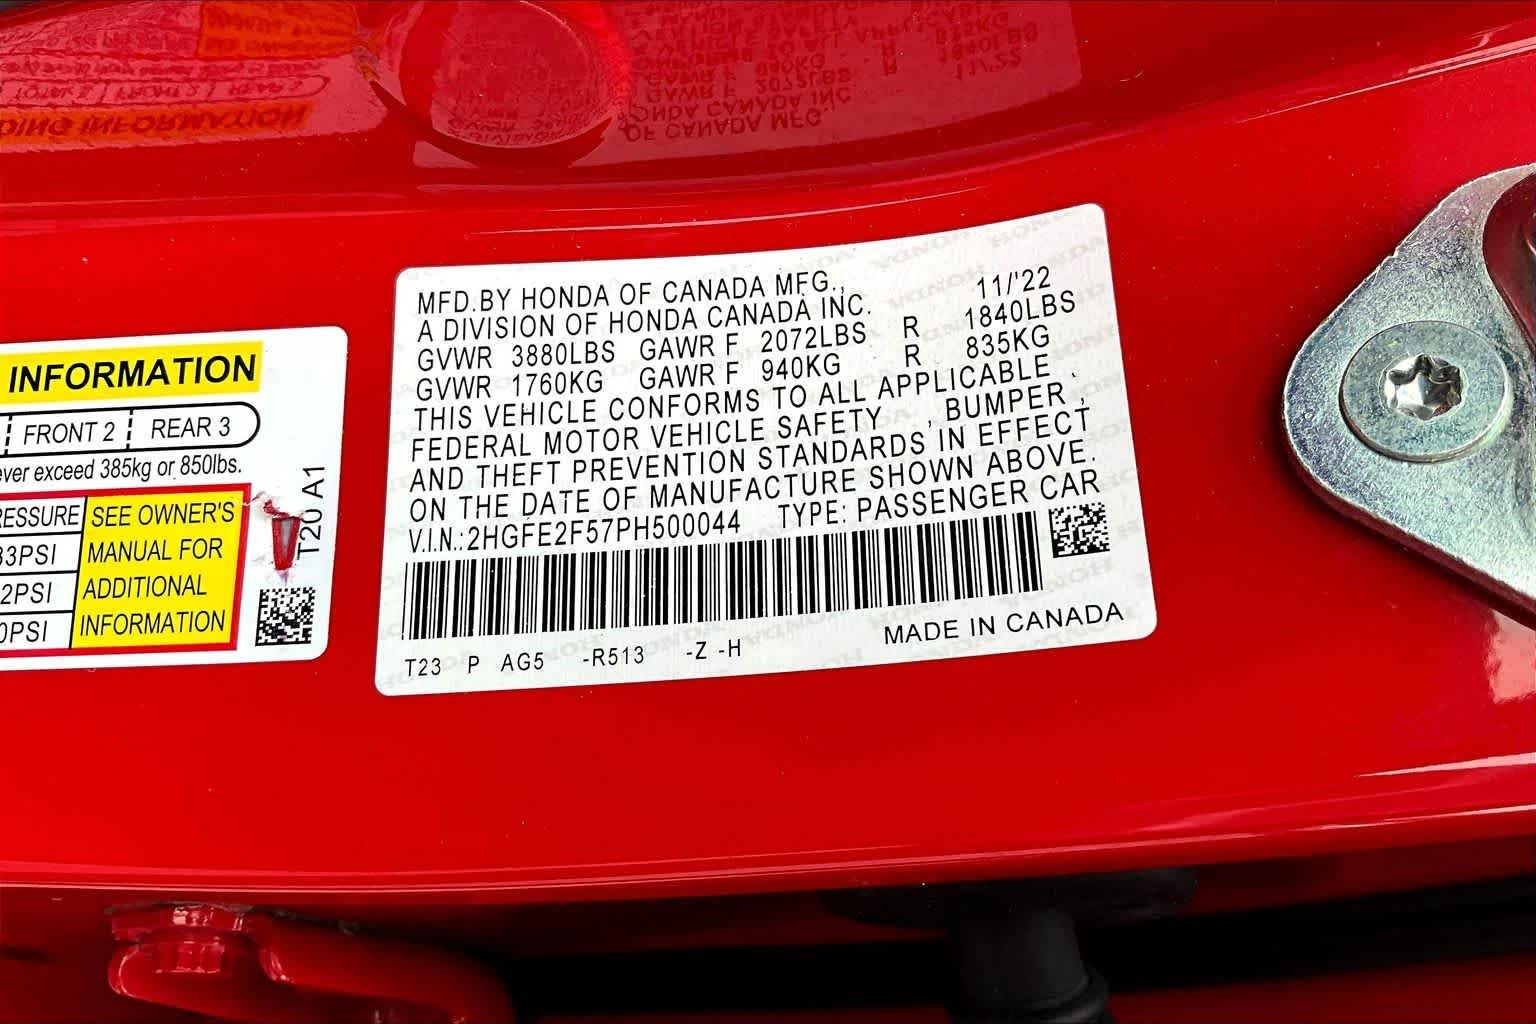 MFD.BY HONDA OF CANADA MFG., 11/'22
A DIVISION OF HONDA CANADA INC.
GVWR 3880LBS GAWR F 2072LBS R 1840LBS
GVWR 1760KG GAWR F 940KG R 835KG
THIS VEHICLE CONFORMS TO ALL APPLICABLE
FEDERAL MOTOR VEHICLE SAFETY , BUMPER ,
AND THEFT PREVENTION STANDARDS IN EFFECT
ON THE DATE OF MANUFACTURE SHOWN ABOVE.
V.I.N.:2HGFE2F57PH500044 TYPE: PASSENGER CAR
MADE IN CANADA
T23 P AG5 -R513 -Z -H
INFORMATION
FRONT 2 REAR 3
exceed 385kg or 850lbs.
SEE OWNER'S
MANUAL FOR
ADDITIONAL
INFORMATION
T20 A1